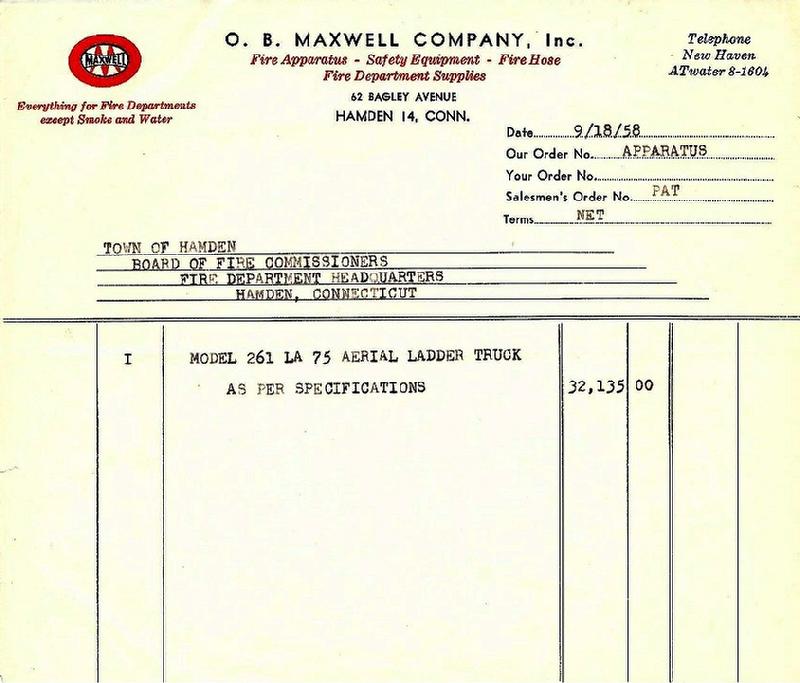 MAXWELL
Everything for Fire Departments
except Smoke and Water
O. B. MAXWELL COMPANY, Inc.
Fire Apparatus - Safety Equipment - Fire Hose
Fire Department Supplies
62 BAGLEY AVENUE
HAMDEN 14, CONN.
Telephone
New Haven
ATwater 8-1604
Date 9/18/58
Our Order No. APPARATUS
Your Order No.
Salesmen's Order No. PAT
Terms NET
TOWN OF HAMDEN
BOARD OF FIRE COMMISSIONERS
FIRE DEPARTMENT HEADQUARTERS
HAMDEN, CONNECTICUT
I MODEL 261 LA 75 AERIAL LADDER TRUCK
AS PER SPECIFICATIONS 32,135 00